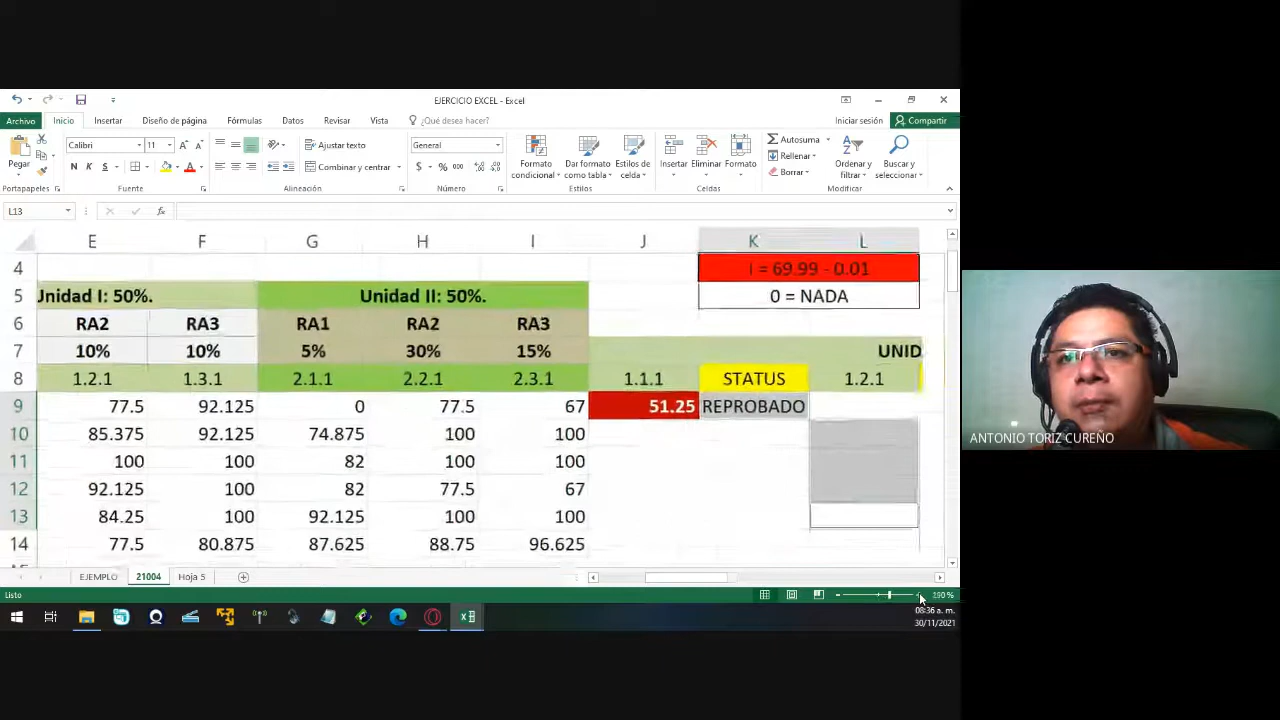 EJERCICIO EXCEL - Excel
Archivo Inicio Insertar Diseño de página Fórmulas Datos Revisar Vista ¿Qué desea hacer? Iniciar sesión Compartir
Pegar
Calibri 11
N K S
Ajustar texto
Combinar y centrar
General
$ % 000
Formato condicional
Dar formato como tabla
Estilos de celda
Insertar Eliminar Formato
Autosuma
Rellenar
Borrar
Ordenar y filtrar
Buscar y seleccionar
Portapapeles Fuente Alineación Número Estilos Celdas Modificar
L13 fx
E F G H I J K L
4 I = 69.99 - 0.01
5 Unidad I: 50%. Unidad II: 50%. 0 = NADA
6 RA2 RA3 RA1 RA2 RA3
7 10% 10% 5% 30% 15% UNID
8 1.2.1 1.3.1 2.1.1 2.2.1 2.3.1 1.1.1 STATUS 1.2.1
9 77.5 92.125 0 77.5 67 51.25 REPROBADO
10 85.375 92.125 74.875 100 100
11 100 100 82 100 100
12 92.125 100 82 77.5 67
13 84.25 100 92.125 100 100
14 77.5 80.875 87.625 88.75 96.625
EJEMPLO 21004 Hoja 5
Listo 190 %
08:36 a. m.
30/11/2021
ANTONIO TORIZ CUREÑO